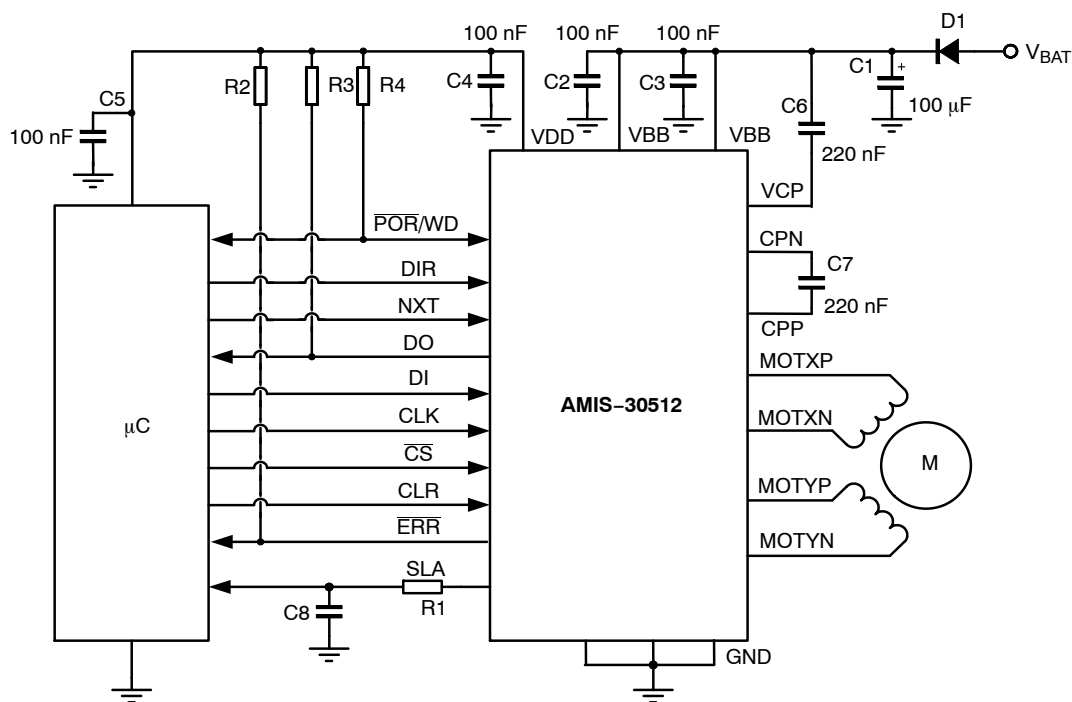 100 nF
100 nF
100 nF
D1
VBAT
C5
R2
R3
R4
C4
C2
C3
C1
+
100 nF
C6
100 μF
VDD
VBB
VBB
220 nF
VCP
POR/WD
CPN
DIR
C7
NXT
220 nF
CPP
DO
MOTXP
DI
AMIS–30512
μC
CLK
MOTXN
CS
M
CLR
MOTYP
ERR
MOTYN
SLA
C8
R1
GND